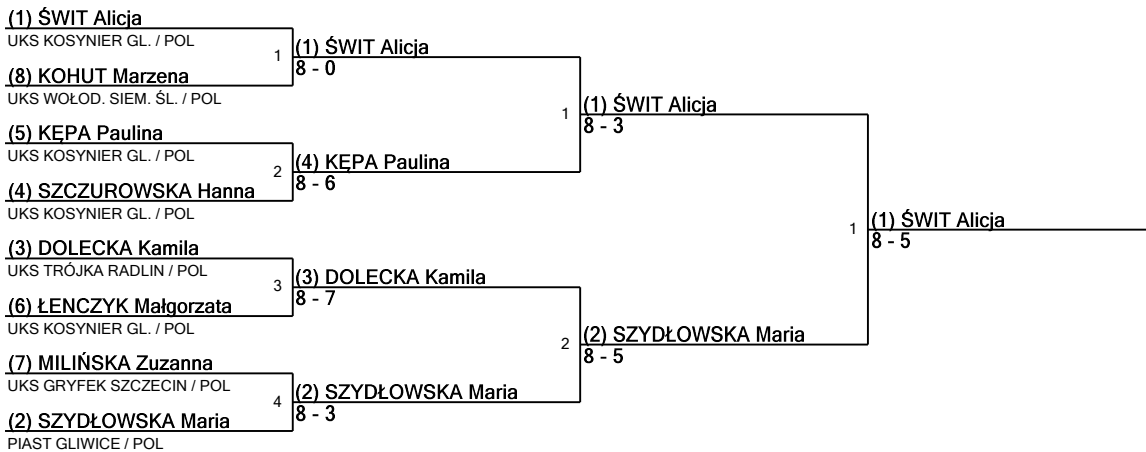 (1) ŚWIT Alicja
UKS KOSYNIER GL. / POL
(8) KOHUT Marzena
UKS WOŁOD. SIEM. ŚL. / POL
(5) KĘPA Paulina
UKS KOSYNIER GL. / POL
(4) SZCZUROWSKA Hanna
UKS KOSYNIER GL. / POL
(3) DOLECKA Kamila
UKS TRÓJKA RADLIN / POL
(6) ŁENCZYK Małgorzata
UKS KOSYNIER GL. / POL
(7) MILIŃSKA Zuzanna
UKS GRYFEK SZCZECIN / POL
(2) SZYDŁOWSKA Maria
PIAST GLIWICE / POL
1
(1) ŚWIT Alicja
8 - 0
2
(4) KĘPA Paulina
8 - 6
3
(3) DOLECKA Kamila
8 - 7
4
(2) SZYDŁOWSKA Maria
8 - 3
1
(1) ŚWIT Alicja
8 - 3
2
(2) SZYDŁOWSKA Maria
8 - 5
1
(1) ŚWIT Alicja
8 - 5